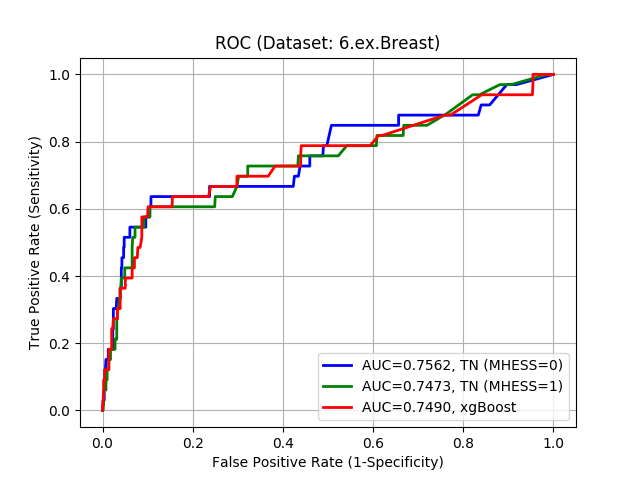 ROC (Dataset: 6.ex.Breast)
True Positive Rate (Sensitivity)
1.0
0.8
0.6
0.4
0.2
0.0
AUC=0.7562, TN (MHESS=0)
AUC=0.7473, TN (MHESS=1)
AUC=0.7490, xgBoost
0.0 0.2 0.4 0.6 0.8 1.0
False Positive Rate (1-Specificity)